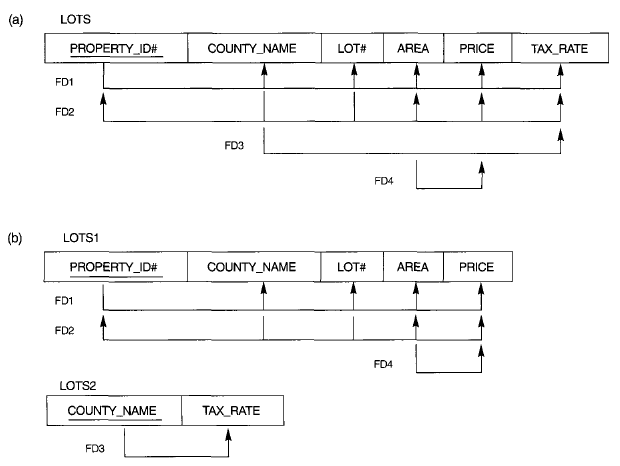 (a) LOTS
PROPERTY_ID# COUNTY_NAME LOT# AREA PRICE TAX_RATE
FD1
FD2
FD3
FD4
(b) LOTS1
PROPERTY_ID# COUNTY_NAME LOT# AREA PRICE
FD1
FD2
FD4
LOTS2
COUNTY_NAME TAX_RATE
FD3